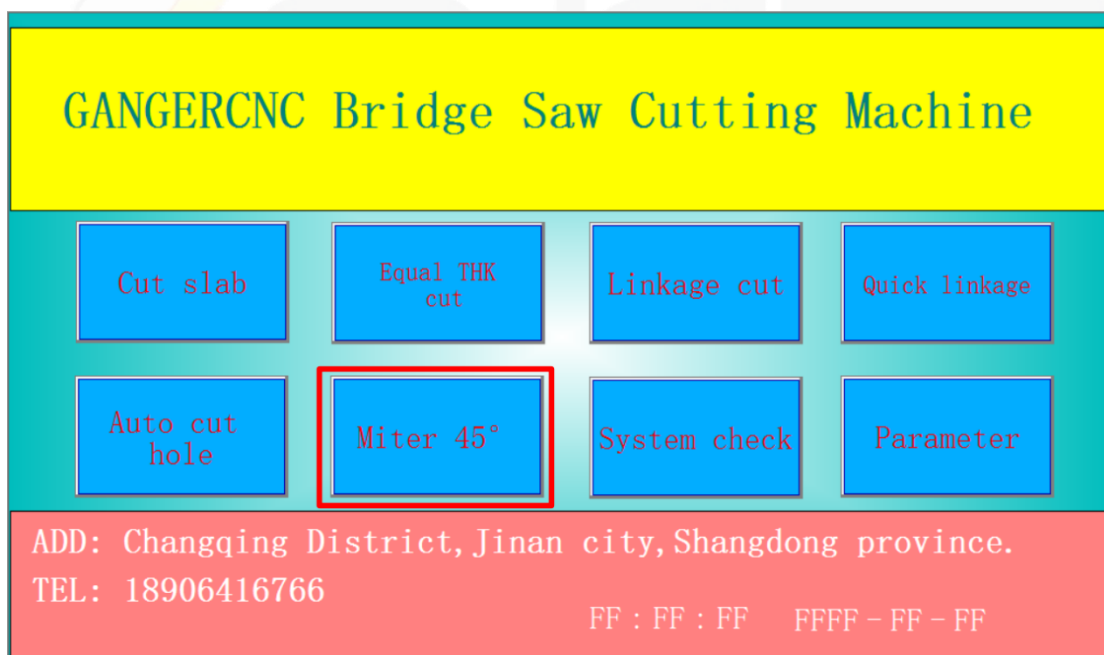 GANGERCNC Bridge Saw Cutting Machine
Cut slab
Equal THK
cut
Linkage cut
Quick linkage
Auto cut
hole
Miter 45°
System check
Parameter
ADD: Changqing District,Jinan city,Shangdong province.
TEL: 18906416766
FF : FF : FF FFFF - FF - FF